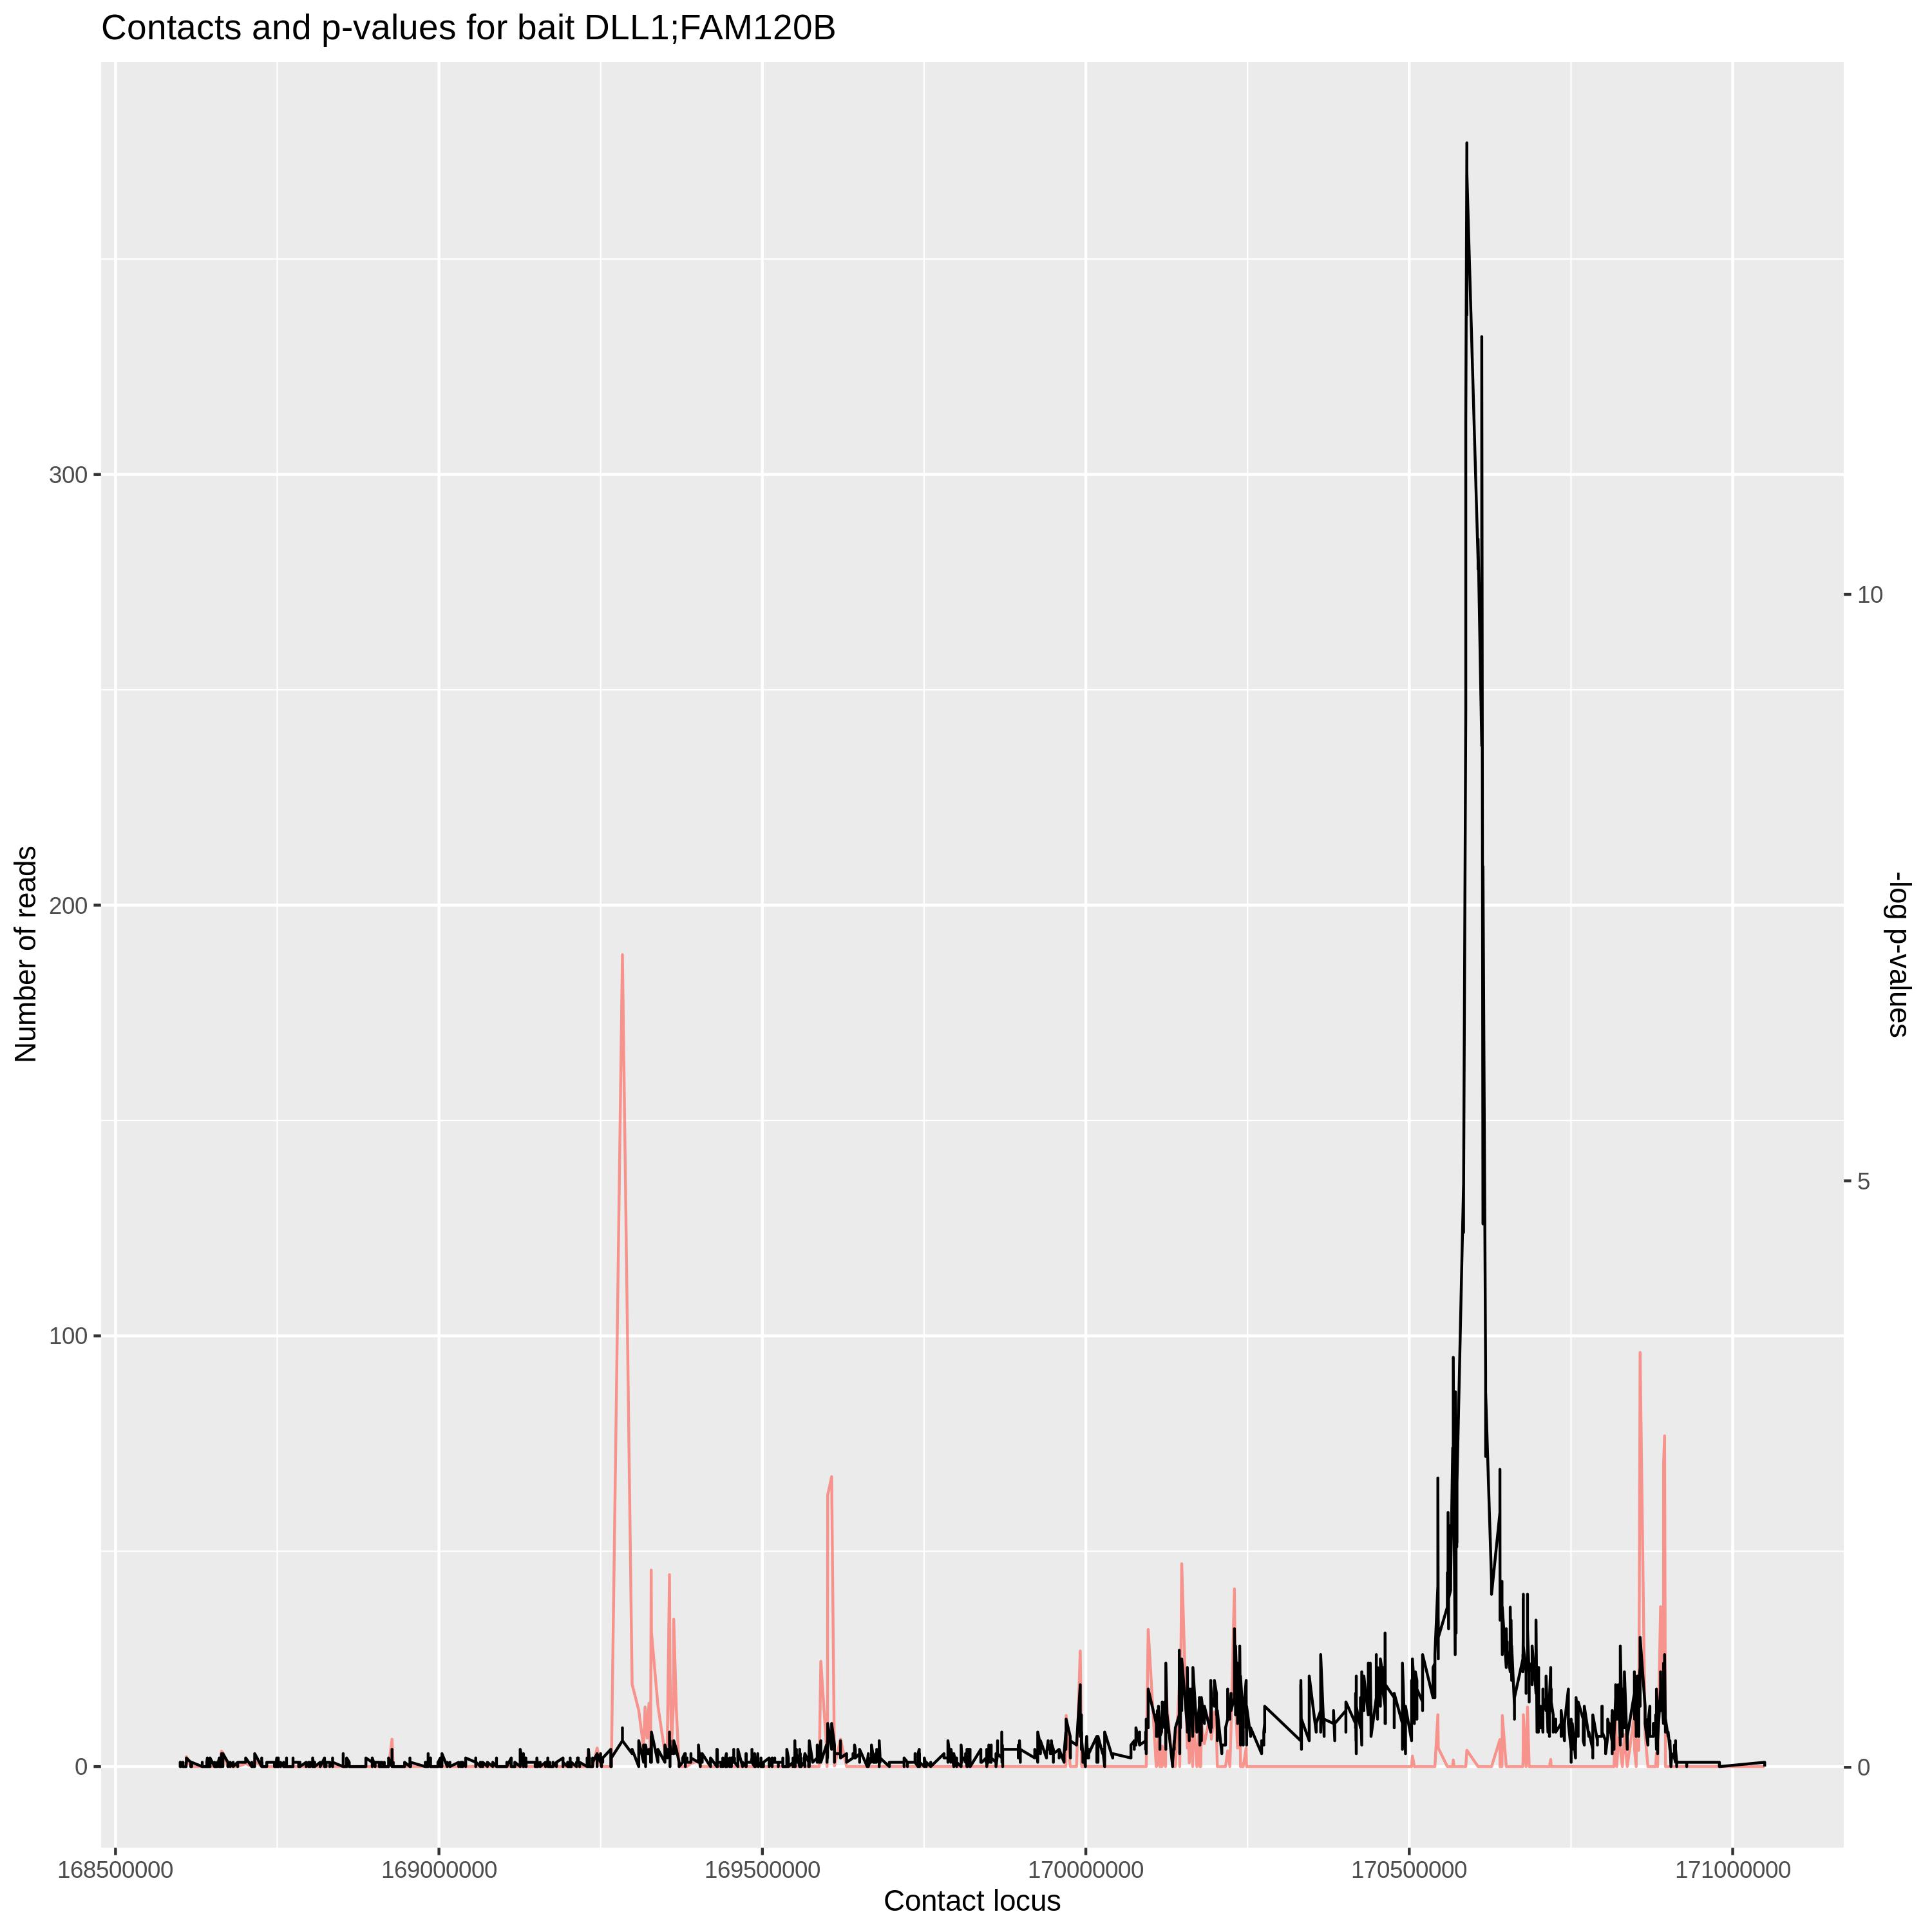 Contacts and p-values for bait DLL1;FAM120B
300
200
100
0
Number of reads
10
5
0
-log p-values
168500000 169000000 169500000 170000000 170500000 171000000
Contact locus